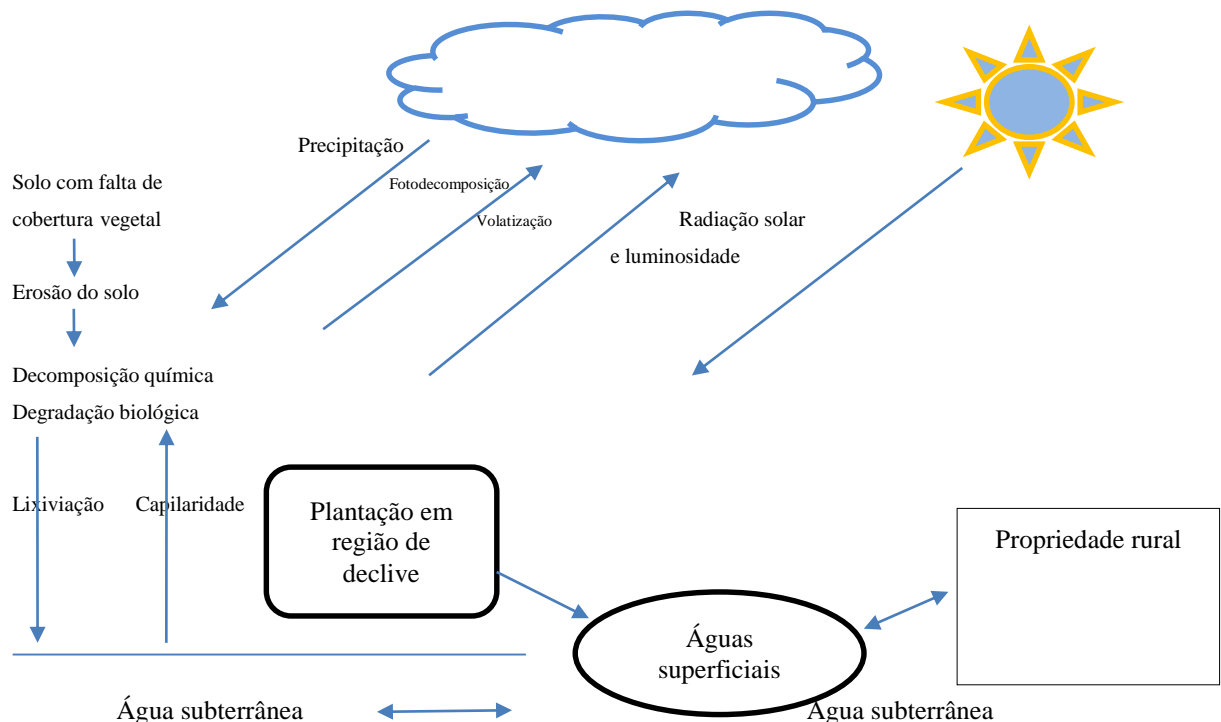 Precipitação
Solo com falta de
cobertura vegetal
Fotodecomposição
Volatização
Radiação solar
e luminosidade
Erosão do solo
Decomposição química
Degradação biológica
Lixiviação
Capilaridade
Plantação em
região de
declive
Propriedade rural
Águas
superficiais
Água subterrânea
Água subterrânea